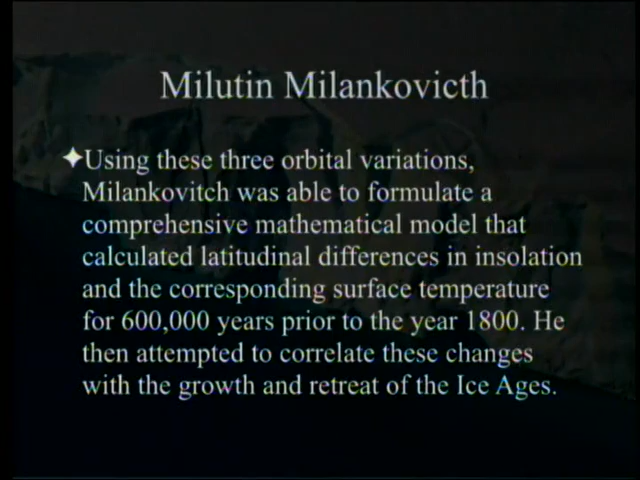 Milutin Milankovicth
✦Using these three orbital variations,
Milankovitch was able to formulate a
comprehensive mathematical model that
calculated latitudinal differences in insolation
and the corresponding surface temperature
for 600,000 years prior to the year 1800. He
then attempted to correlate these changes
with the growth and retreat of the Ice Ages.